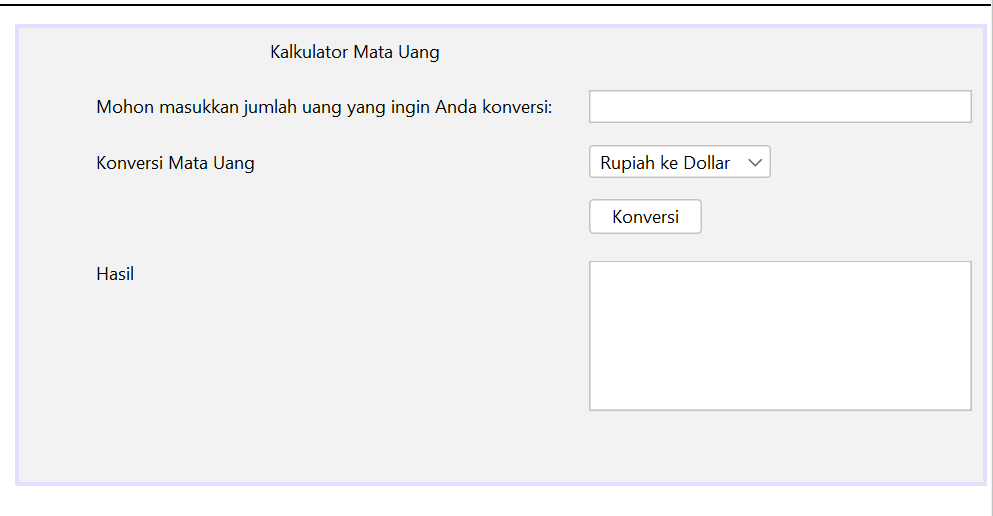 Kalkulator Mata Uang
Mohon masukkan jumlah uang yang ingin Anda konversi:
Konversi Mata Uang
Rupiah ke Dollar
Konversi
Hasil